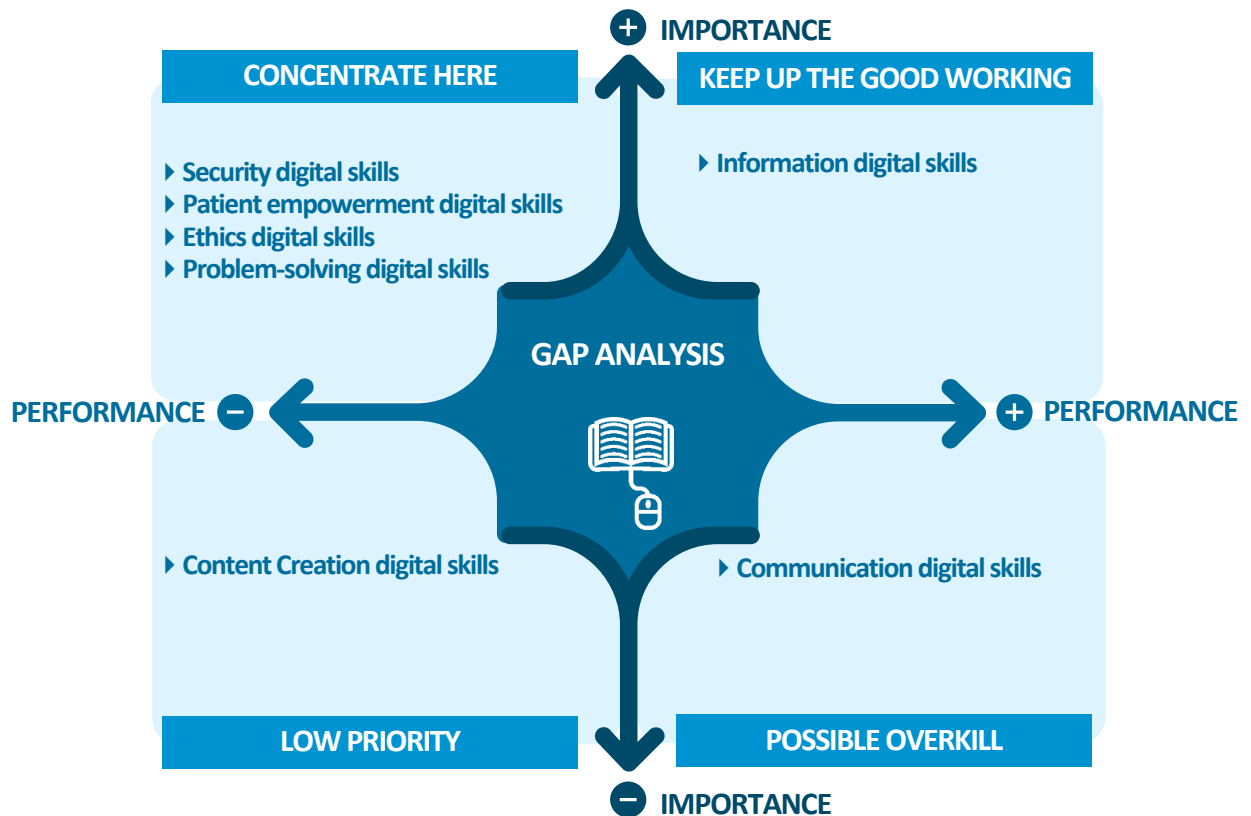 IMPORTANCE
CONCENTRATE HERE
KEEP UP THE GOOD WORKING
Security digital skills
Patient empowerment digital skills
Ethics digital skills
Problem-solving digital skills
Information digital skills
GAP ANALYSIS
PERFORMANCE
PERFORMANCE
Content Creation digital skills
Communication digital skills
LOW PRIORITY
POSSIBLE OVERKILL
IMPORTANCE